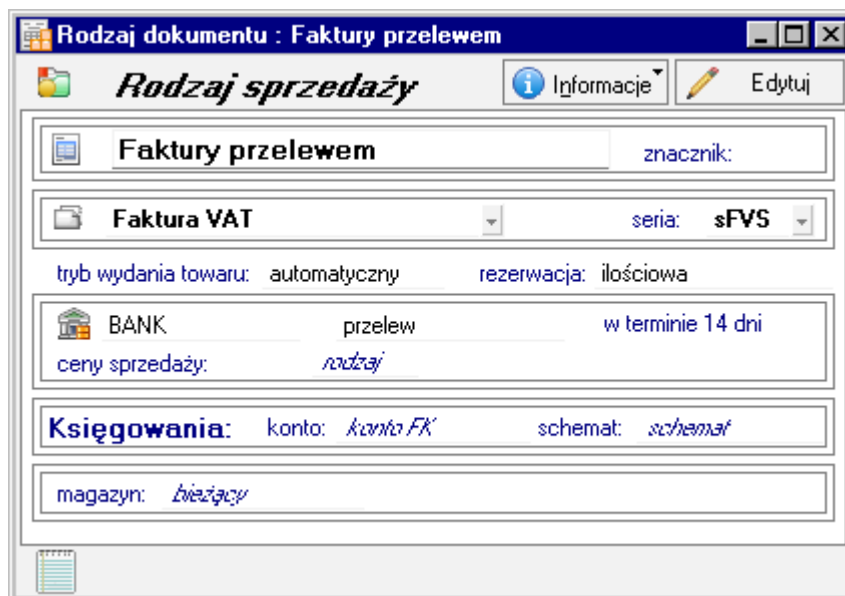 Rodzaj dokumentu : Faktury przelewem
Rodzaj sprzedaży Informacje Edytuj
Faktury przelewem znacznik:
Faktura VAT seria: sFVS
tryb wydania towaru: automatyczny rezerwacja: ilościowa
BANK przelew w terminie 14 dni
ceny sprzedaży: rodzaj
Księgowania: konto: konto FK schemat: schemat
magazyn: bieżący